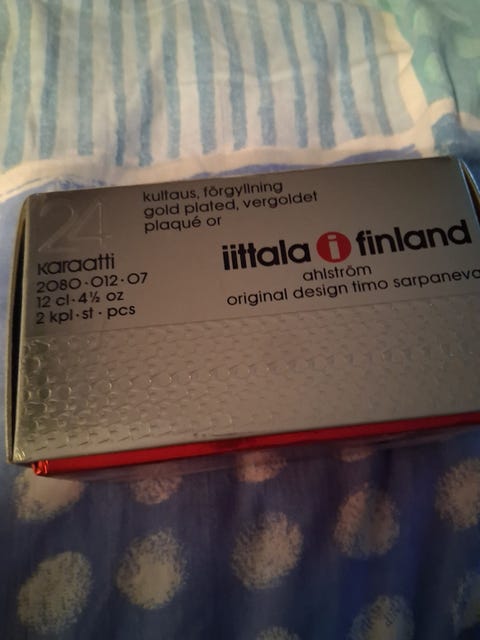 kultaus, förgyllning
gold plated, vergoldet
plaqué or
24
karaatti
2080·012·07
12 cl·4½ oz
2 kpl·st·pcs
iittala i finland
ahlström
original design timo sarpaneva